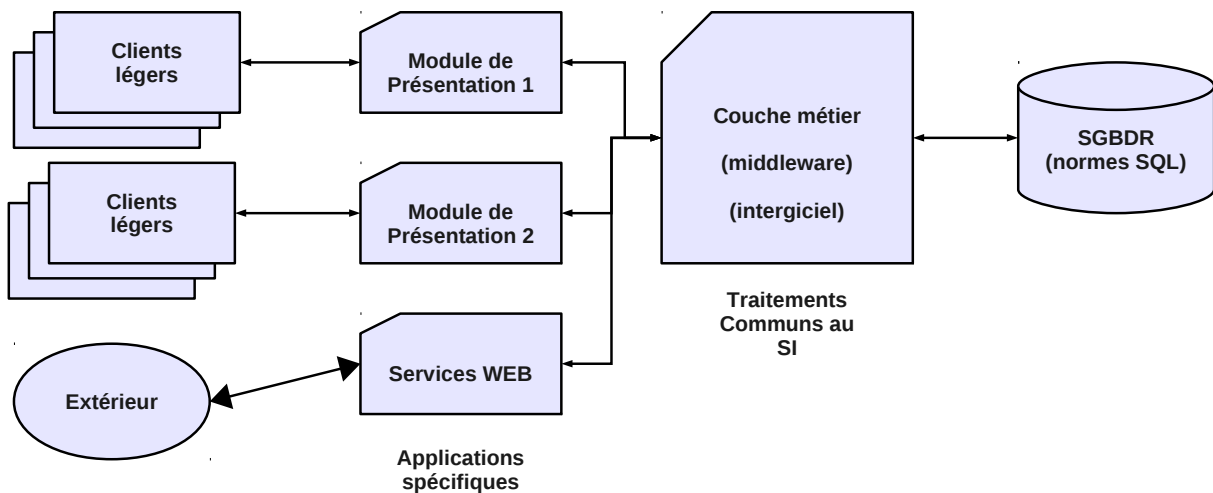 Clients
légers
Module de
Présentation 1
Couche métier
(middleware)
(intergiciel)
SGBDR
(normes SQL)
Clients
légers
Module de
Présentation 2
Traitements
Communs au
SI
Services WEB
Extérieur
Applications
spécifiques